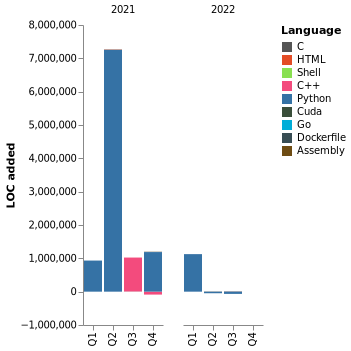 2021 2022
Language
C
HTML
Shell
C++
Python
Cuda
Go
Dockerfile
Assembly
LOC added
8,000,000
7,000,000
6,000,000
5,000,000
4,000,000
3,000,000
2,000,000
1,000,000
0
−1,000,000
Q1 Q2 Q3 Q4 Q1 Q2 Q3 Q4